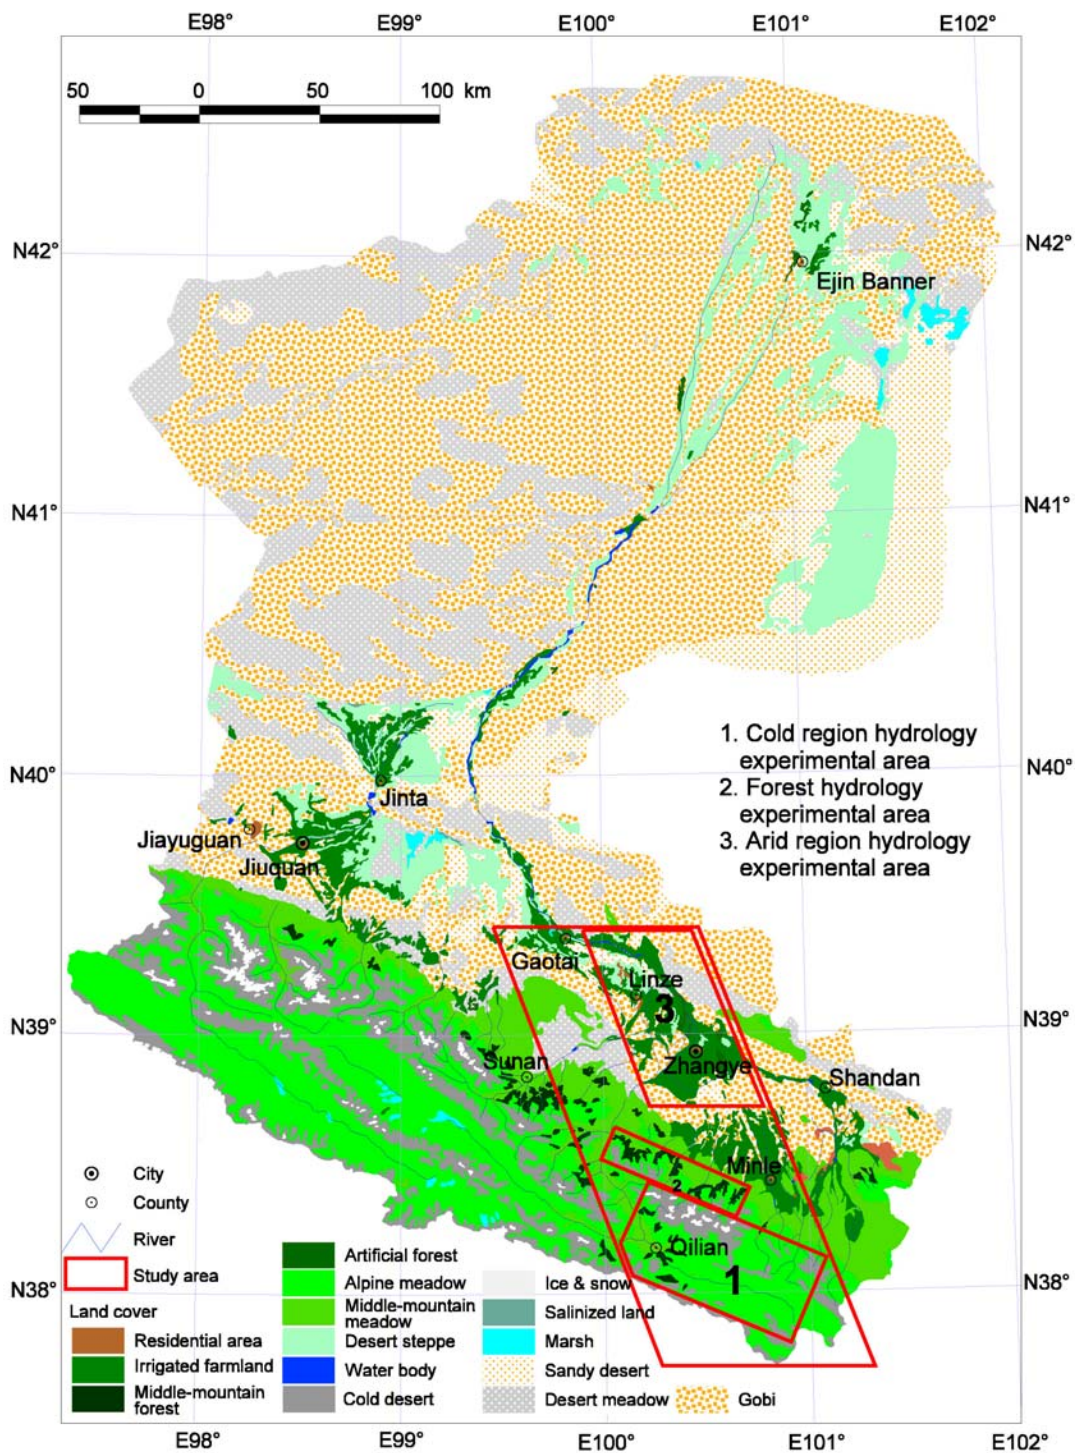 E98° E99° E100° E101° E102°
50 0 50 100 km
N42° N42°
Ejin Banner
N41° N41°
1. Cold region hydrology
experimental area
2. Forest hydrology
experimental area
3. Arid region hydrology
experimental area
N40° N40°
Jinta
Jiayuguan
Jiuquan
Gaotai
Linze
3
N39° N39°
Zhangye
Sunan
Shandan
Minle
2
Qilian
1
N38° N38°
City
County
River
Study area
Land cover
Residential area
Irrigated farmland
Middle-mountain
forest
Artificial forest
Alpine meadow
Middle-mountain
meadow
Desert steppe
Water body
Cold desert
Ice & snow
Salinized land
Marsh
Sandy desert
Desert meadow
Gobi
E98° E99° E100° E101° E102°